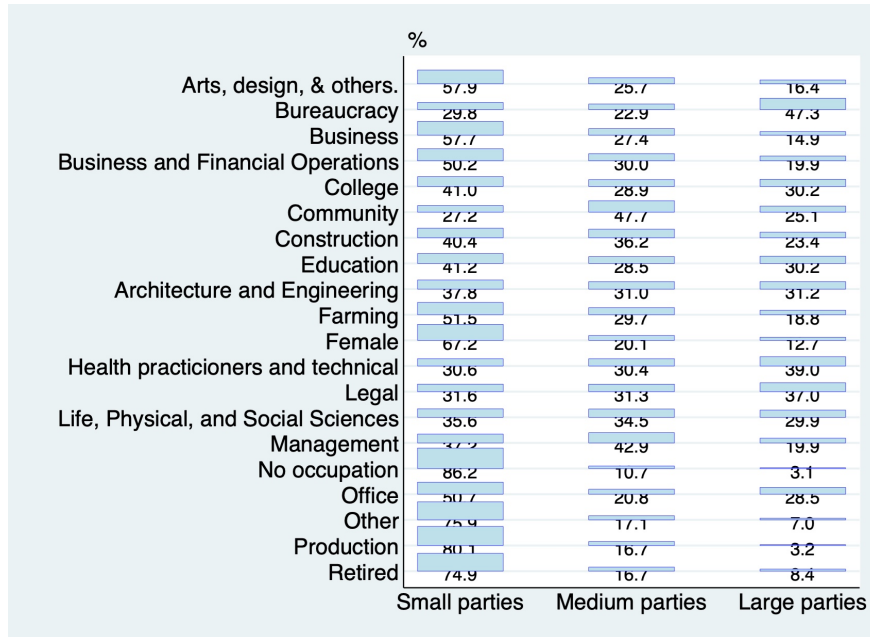 %
Arts, design, & others. 57.9 25.7 16.4
Bureaucracy 29.8 22.9 47.3
Business 57.7 27.4 14.9
Business and Financial Operations 50.2 30.0 19.9
College 41.0 28.9 30.2
Community 27.2 47.7 25.1
Construction 40.4 36.2 23.4
Education 41.2 28.5 30.2
Architecture and Engineering 37.8 31.0 31.2
Farming 51.5 29.7 18.8
Female 67.2 20.1 12.7
Health practicioners and technical 30.6 30.4 39.0
Legal 31.6 31.3 37.0
Life, Physical, and Social Sciences 35.6 34.5 29.9
Management 37.2 42.9 19.9
No occupation 86.2 10.7 3.1
Office 50.7 20.8 28.5
Other 75.9 17.1 7.0
Production 80.1 16.7 3.2
Retired 74.9 16.7 8.4
Small parties Medium parties Large parties